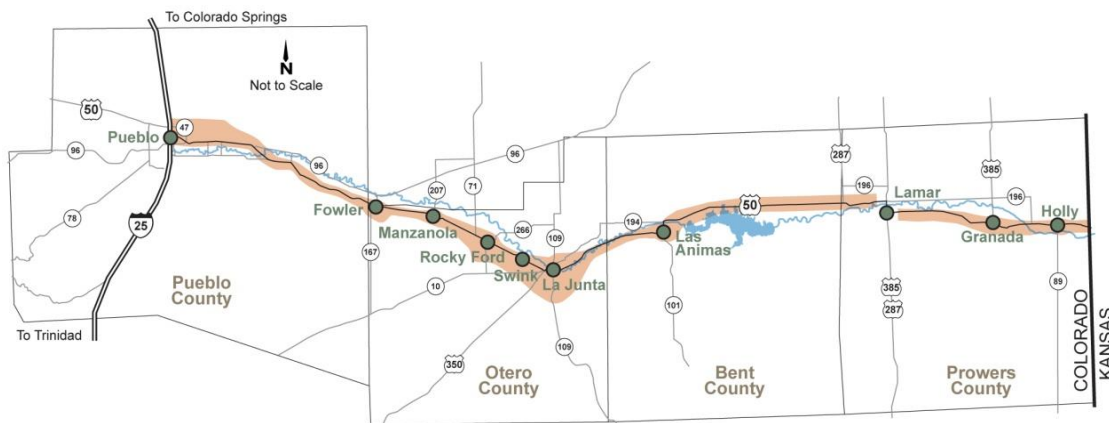 To Colorado Springs
N
Not to Scale
50
47
Pueblo
96
96
96
207
71
287
385
196
196
Lamar
Holly
Fowler
78
Manzanola
266
109
194
50
Granada
Rocky Ford
Las
Animas
25
167
Swink
La Junta
Pueblo
County
10
101
385
287
89
To Trinidad
109
350
Otero
County
Bent
County
Prowers
County
COLORADO
KANSAS